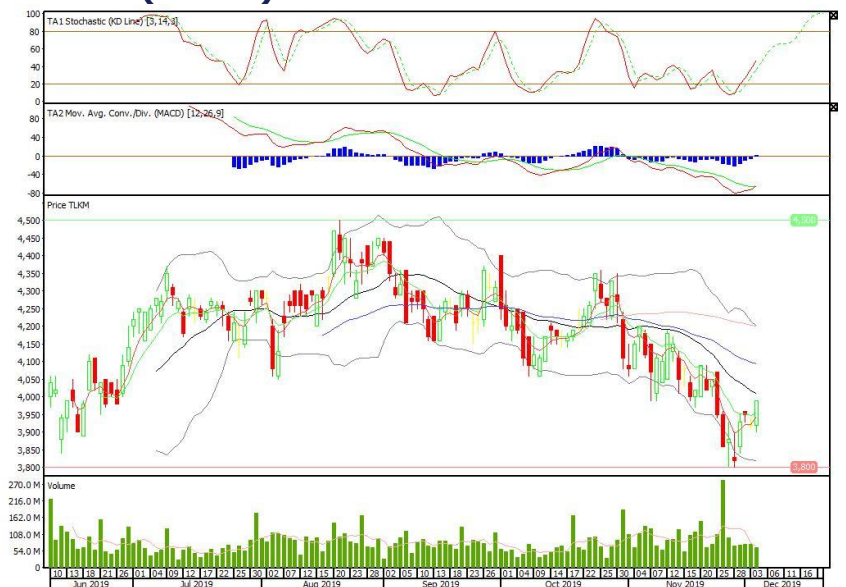 TA1 Stochastic (KD Line) [3,14,3]
100
80
60
40
20
0
TA2 Mov. Avg. Conv./Div. (MACD) [12,26,9]
80
40
0
-40
-80
Price TLKM
4,500
4,500
4,450
4,400
4,350
4,300
4,250
4,200
4,150
4,100
4,050
4,000
3,950
3,900
3,850
3,800
3,800
Volume
270.0 M
216.0 M
162.0 M
108.0 M
54.0 M
0
10 13 18 21 26 01 04 09 12 17 22 25 30 02 07 12 15 20 23 28 02 05 10 13 18 23 26 01 04 09 14 17 22 25 30 04 07 12 15 20 25 28 03 06 11 16
Jun 2019 Jul 2019 Aug 2019 Sep 2019 Oct 2019 Nov 2019 Dec 2019